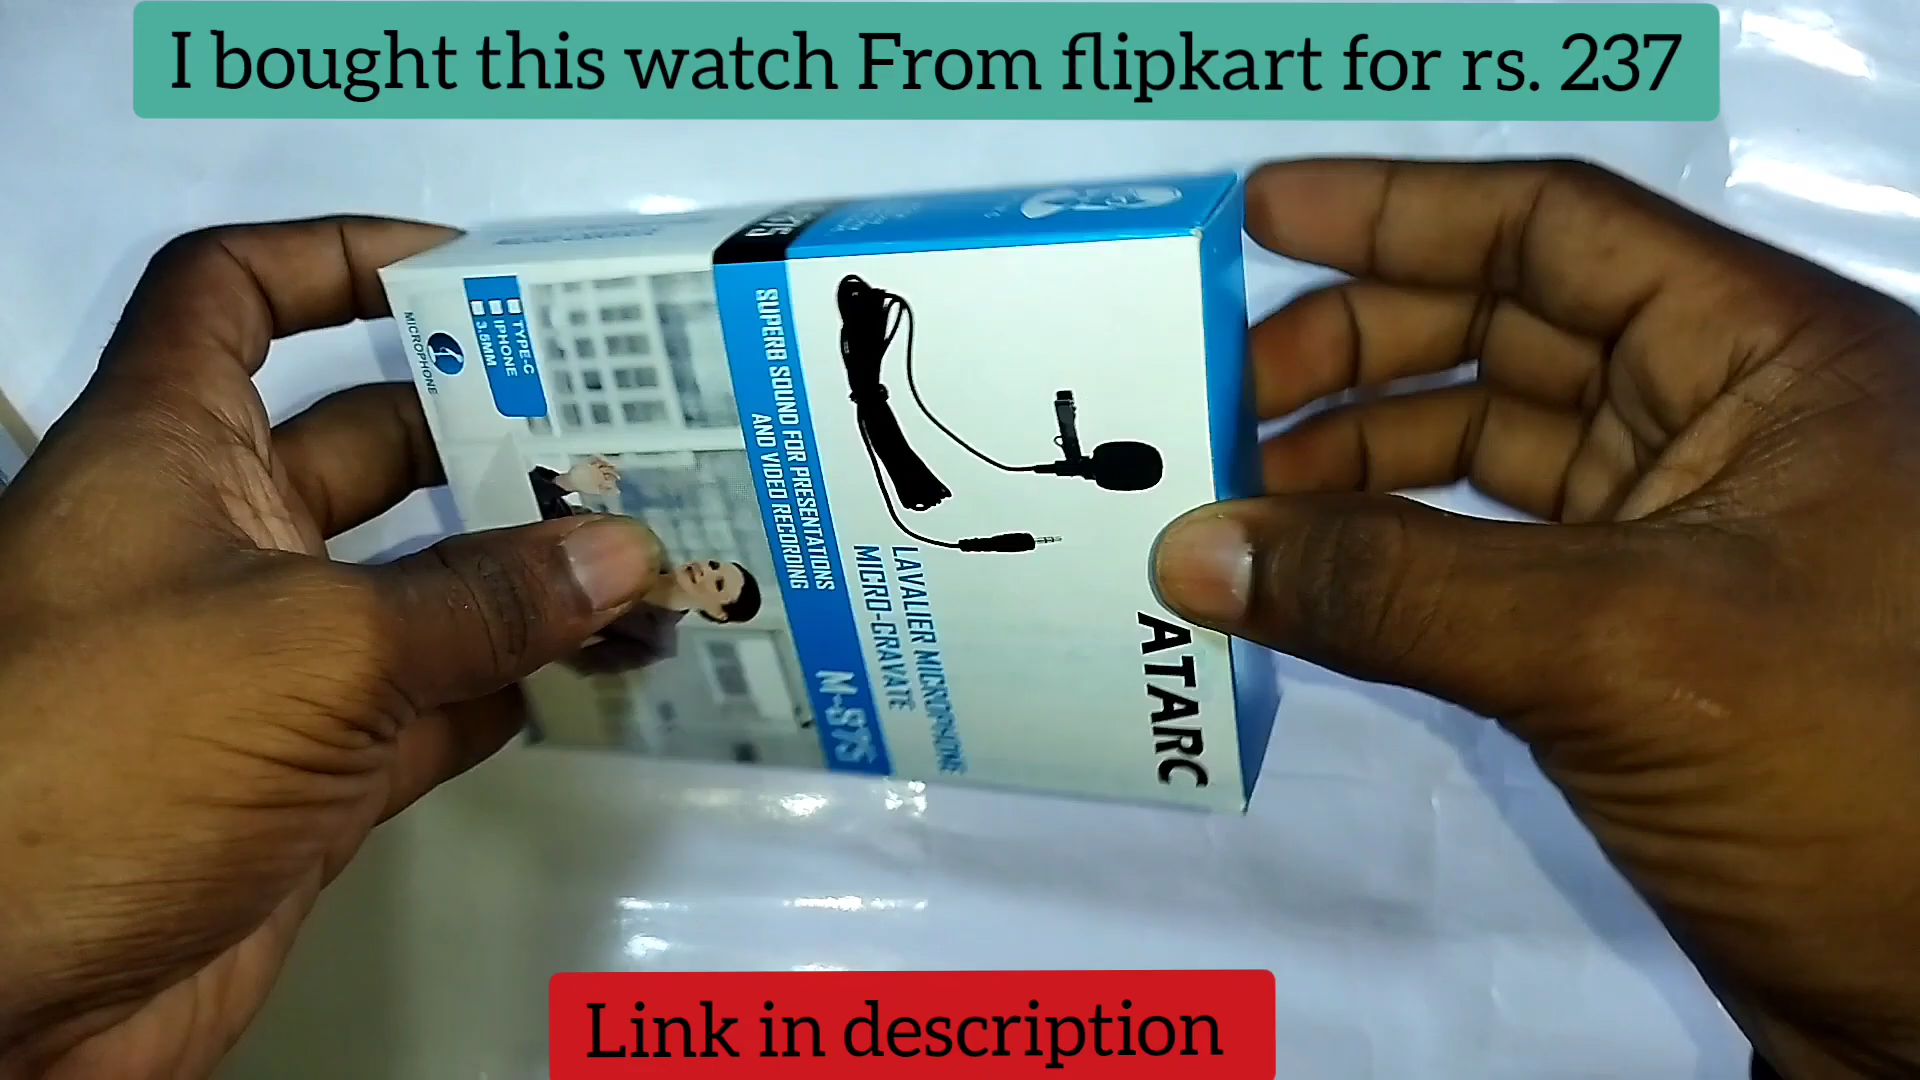 I bought this watch From flipkart for rs. 237
TYPE-C
IPHONE
3.5MM
MICROPHONE
SUPERB SOUND FOR PRESENTATIONS
AND VIDEO RECORDING
M-97S
LAVALIER MICROPHONE
MICRO-CRAVATE
ATARC
Link in description